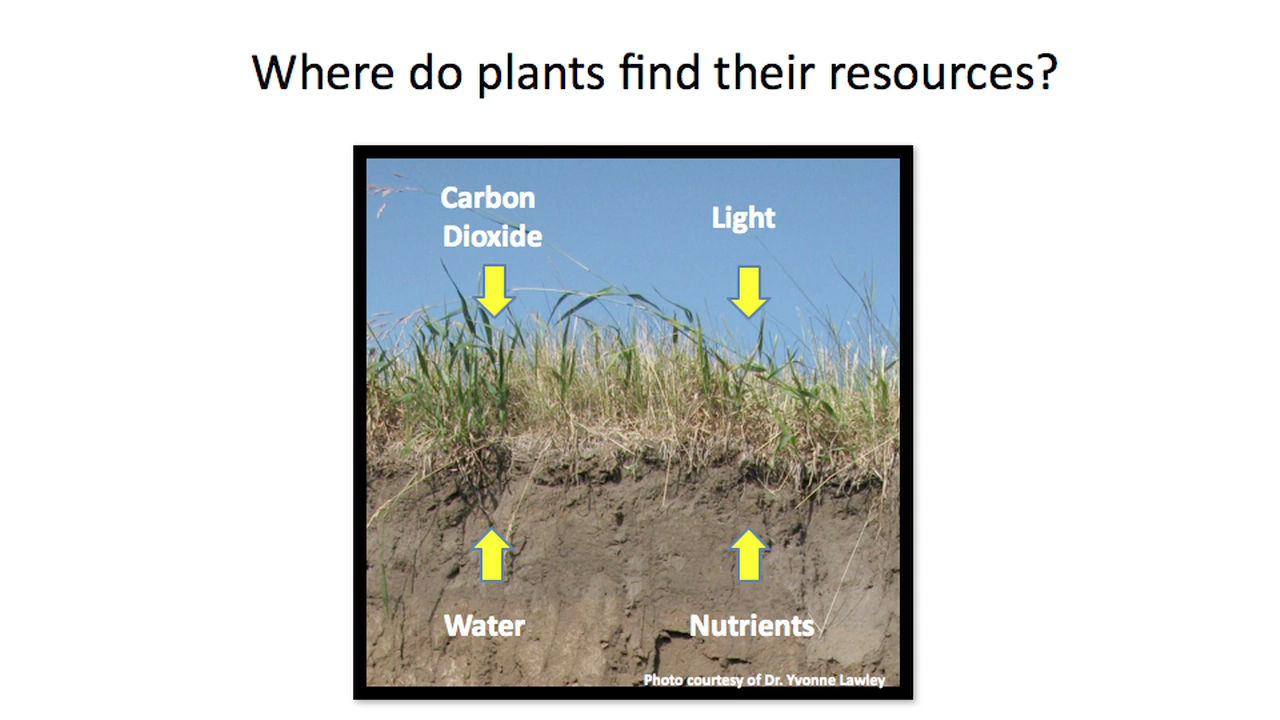 Where do plants find their resources?
Carbon
Dioxide
Light
Water
Nutrients
Photo courtesy of Dr. Yvonne Lawley